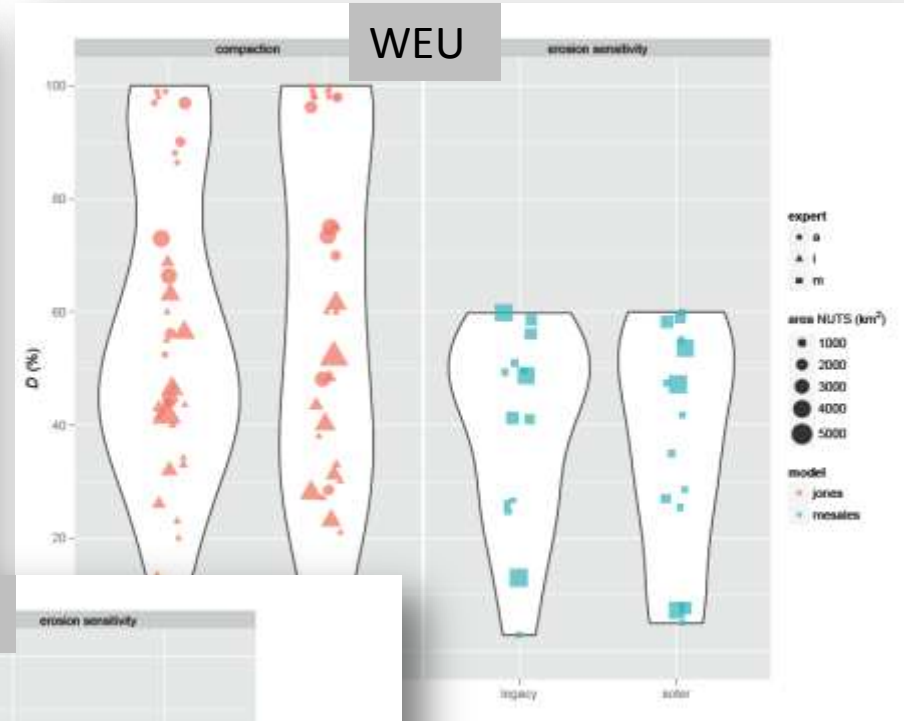 WEU
compaction
erosion sensitivity
100
80
60
40
20
D (%)
legacy
soter
expert
a
i
m
area NUTS (km²)
1000
2000
3000
4000
5000
model
jones
mesales
erosion sensitivity